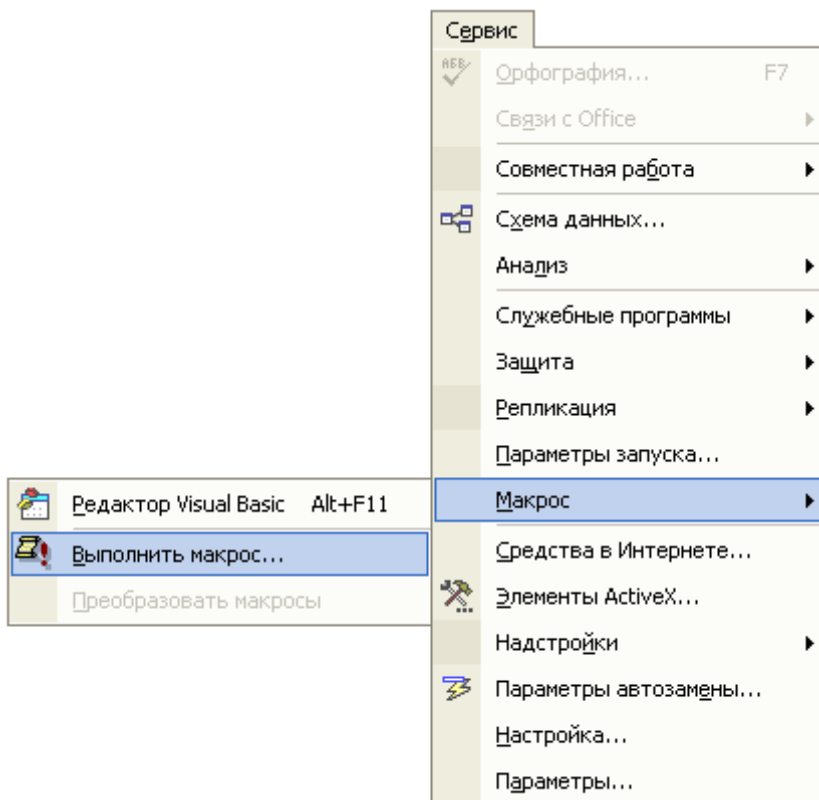 Сервис
АБВ
Орфография... F7
Связи с Office
Совместная работа
Схема данных...
Анализ
Служебные программы
Защита
Репликация
Параметры запуска...
Макрос
Редактор Visual Basic Alt+F11
Выполнить макрос...
Преобразовать макросы
Средства в Интернете...
Элементы ActiveX...
Надстройки
Параметры автозамены...
Настройка...
Параметры...